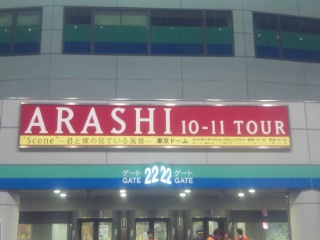 ARASHI 10-11 TOUR
"Scene"～君と僕の見ている風景～ 東京ドーム
ゲート 22 22 ゲート
GATE GATE